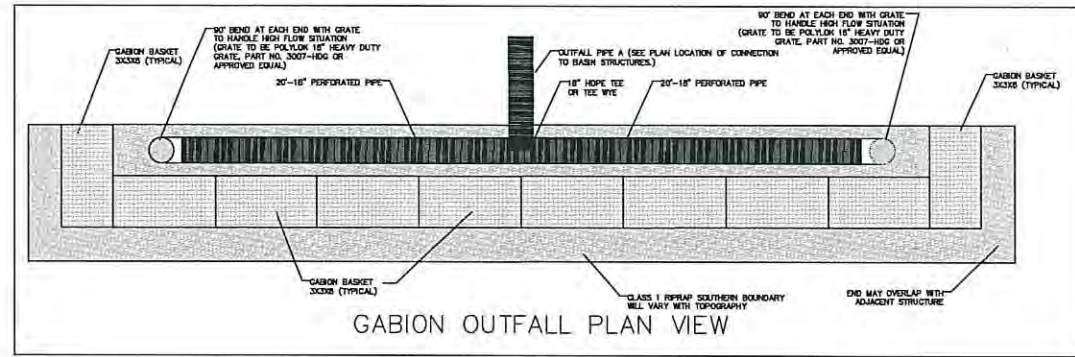 90° BEND AT EACH END WITH GRATE
TO HANDLE HIGH FLOW SITUATION
(GRATE TO BE POLYLOK 18" HEAVY DUTY
GRATE, PART NO. 3007-HDG OR
APPROVED EQUAL)
GABION BASKET
3X3X6 (TYPICAL)
20'-18" PERFORATED PIPE
OUTFALL PIPE A (SEE PLAN LOCATION OF CONNECTION
TO BASIN STRUCTURES.)
18" HDPE TEE
OR TEE WYE
20'-18" PERFORATED PIPE
90° BEND AT EACH END WITH GRATE
TO HANDLE HIGH FLOW SITUATION
(GRATE TO BE POLYLOK 18" HEAVY DUTY
GRATE, PART NO. 3007-HDG OR
APPROVED EQUAL)
GABION BASKET
3X3X6 (TYPICAL)
GABION BASKET
3X3X6 (TYPICAL)
CLASS 1 RIPRAP SOUTHERN BOUNDARY
WILL VARY WITH TOPOGRAPHY
END MAY OVERLAP WITH
ADJACENT STRUCTURE
GABION OUTFALL PLAN VIEW